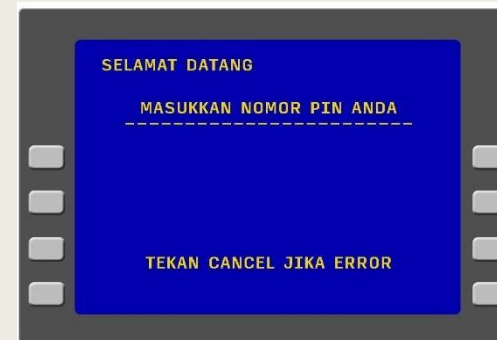 SELAMAT DATANG
MASUKKAN NOMOR PIN ANDA
TEKAN CANCEL JIKA ERROR